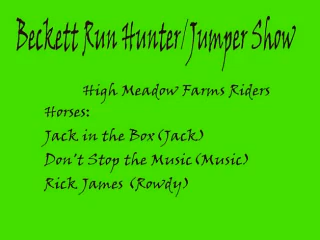 Beckett Run Hunter/Jumper Show
High Meadow Farms Riders
Horses:
Jack in the Box (Jack)
Don't Stop the Music (Music)
Rick James (Rowdy)